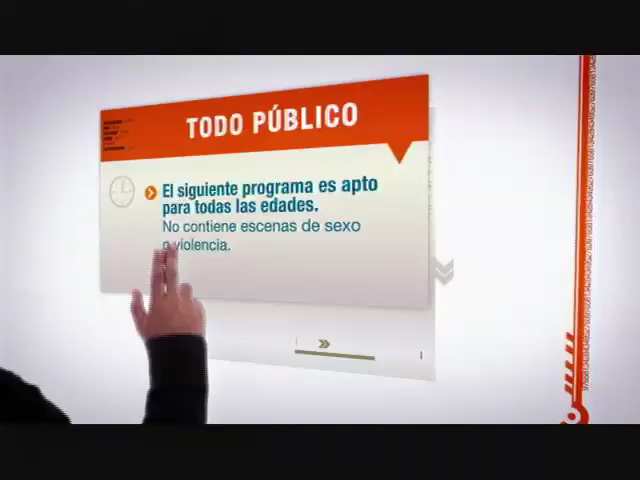 TODO PÚBLICO
El siguiente programa es apto
para todas las edades.
No contiene escenas de sexo
o violencia.